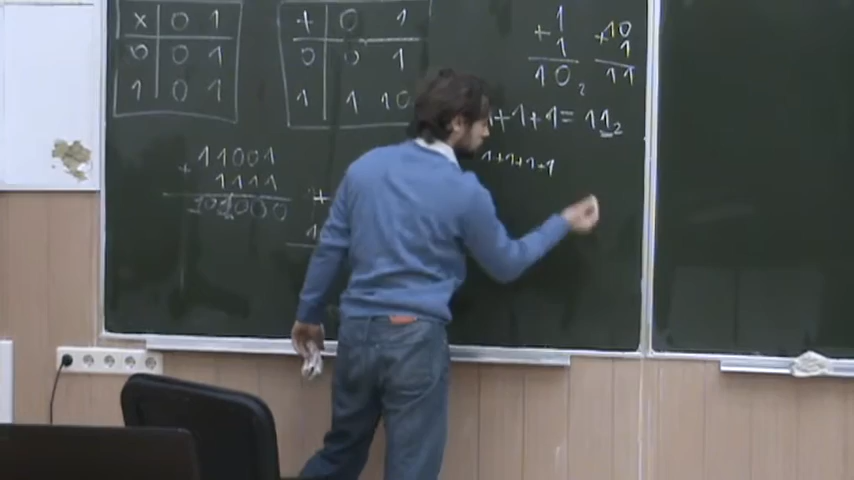 × 0 1
0 0 1
1 0 1
+ 0 1
0 0 1
1 1 10
+ 1
1
10₂
+ 10
1
11
+1+1= 11₂
1+1+1+1
+ 11001
1111
101000
+